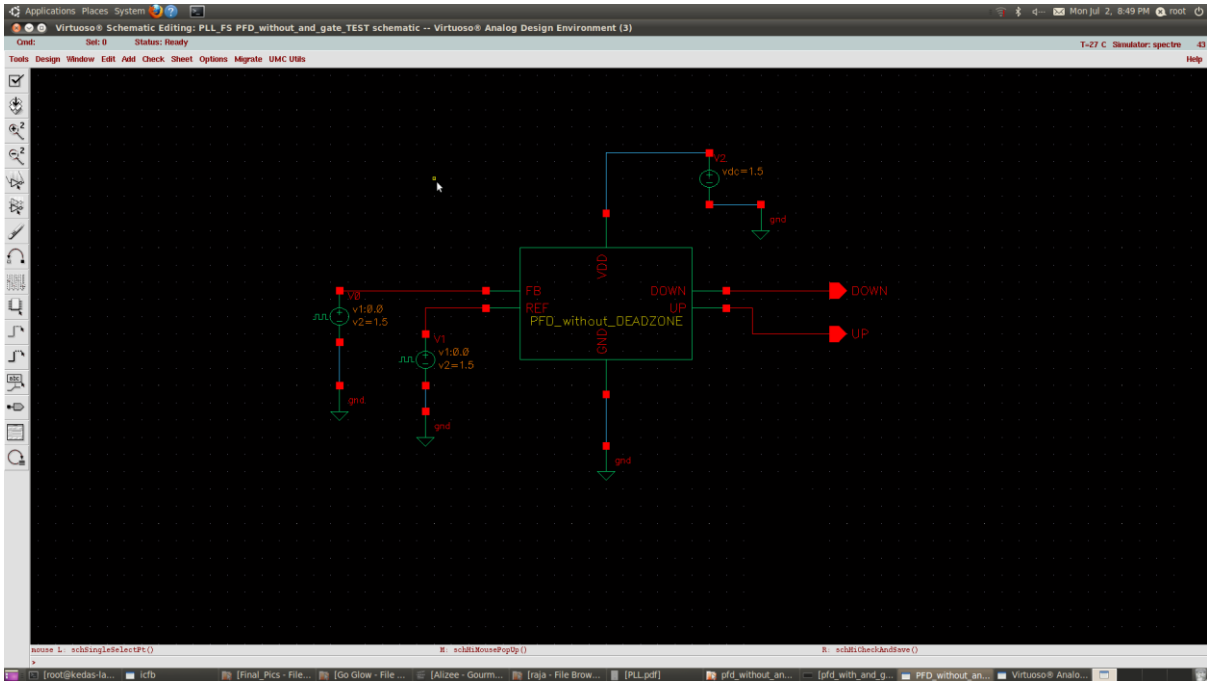 Applications Places System ? Mon Jul 2, 8:49 PM root
Virtuoso® Schematic Editing: PLL_FS PFD_without_and_gate_TEST schematic -- Virtuoso® Analog Design Environment (3)
Cmd: Sel: 0 Status: Ready T=27 C Simulator: spectre 43
Tools Design Window Edit Add Check Sheet Options Migrate UMC Utils Help
V2
vdc=1.5
gnd
VDD
FB DOWN DOWN
V0
v1:0.0
v2=1.5
REF UP
PFD_without_DEADZONE
UP
GND
V1
v1:0.0
v2=1.5
gnd
gnd
gnd
2
2
abc
mouse L: schSingleSelectPt() M: schHiMousePopUp() R: schHiCheckAndSave()
>
[root@kedas-la... icfb [Final_Pics - File ... [Go Glow - File ... [Alizee - Gourm... [raja - File Brow... [PLL.pdf] pfd_without_an... [pfd_with_and_g... PFD_without_an... Virtuoso® Analo...